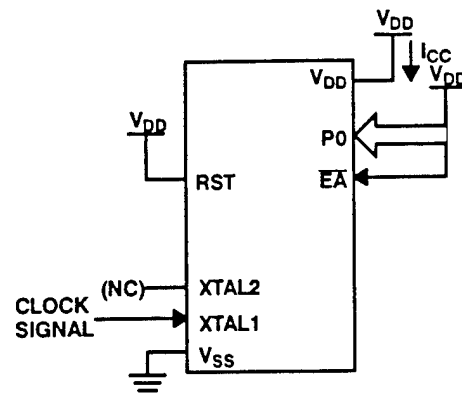 VDD
ICC
VDD
VDD
VDD
P0
RST
EA
(NC)
XTAL2
CLOCK
SIGNAL
XTAL1
VSS